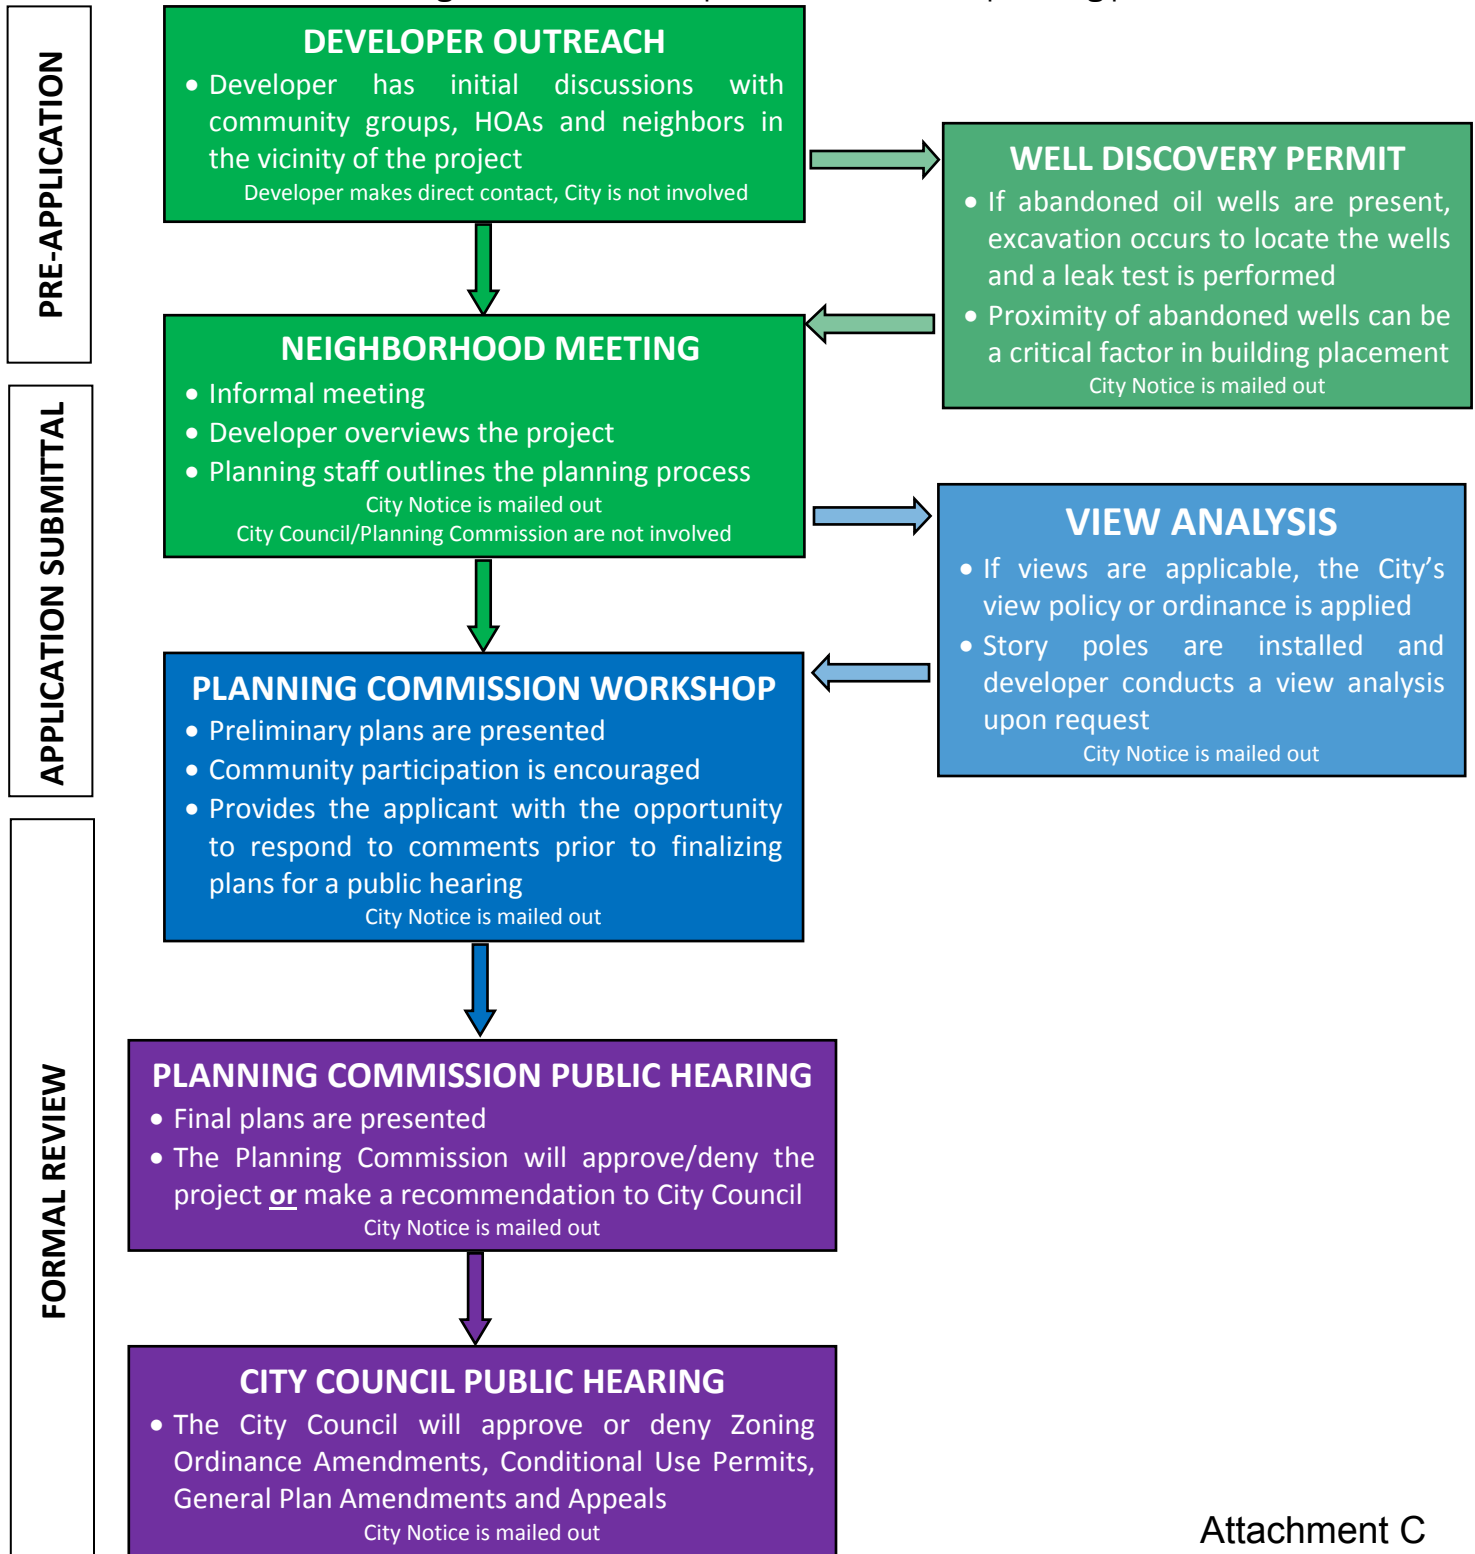 PRE-APPLICATION
DEVELOPER OUTREACH
• Developer has initial discussions with
community groups, HOAs and neighbors in
the vicinity of the project
Developer makes direct contact, City is not involved
WELL DISCOVERY PERMIT
• If abandoned oil wells are present,
excavation occurs to locate the wells
and a leak test is performed
• Proximity of abandoned wells can be
a critical factor in building placement
City Notice is mailed out
APPLICATION SUBMITTAL
NEIGHBORHOOD MEETING
• Informal meeting
• Developer overviews the project
• Planning staff outlines the planning process
City Notice is mailed out
City Council/Planning Commission are not involved
VIEW ANALYSIS
• If views are applicable, the City’s
view policy or ordinance is applied
• Story poles are installed and
developer conducts a view analysis
upon request
City Notice is mailed out
PLANNING COMMISSION WORKSHOP
• Preliminary plans are presented
• Community participation is encouraged
• Provides the applicant with the opportunity
to respond to comments prior to finalizing
plans for a public hearing
City Notice is mailed out
FORMAL REVIEW
PLANNING COMMISSION PUBLIC HEARING
• Final plans are presented
• The Planning Commission will approve/deny the
project or make a recommendation to City Council
City Notice is mailed out
CITY COUNCIL PUBLIC HEARING
• The City Council will approve or deny Zoning
Ordinance Amendments, Conditional Use Permits,
General Plan Amendments and Appeals
City Notice is mailed out
Attachment C